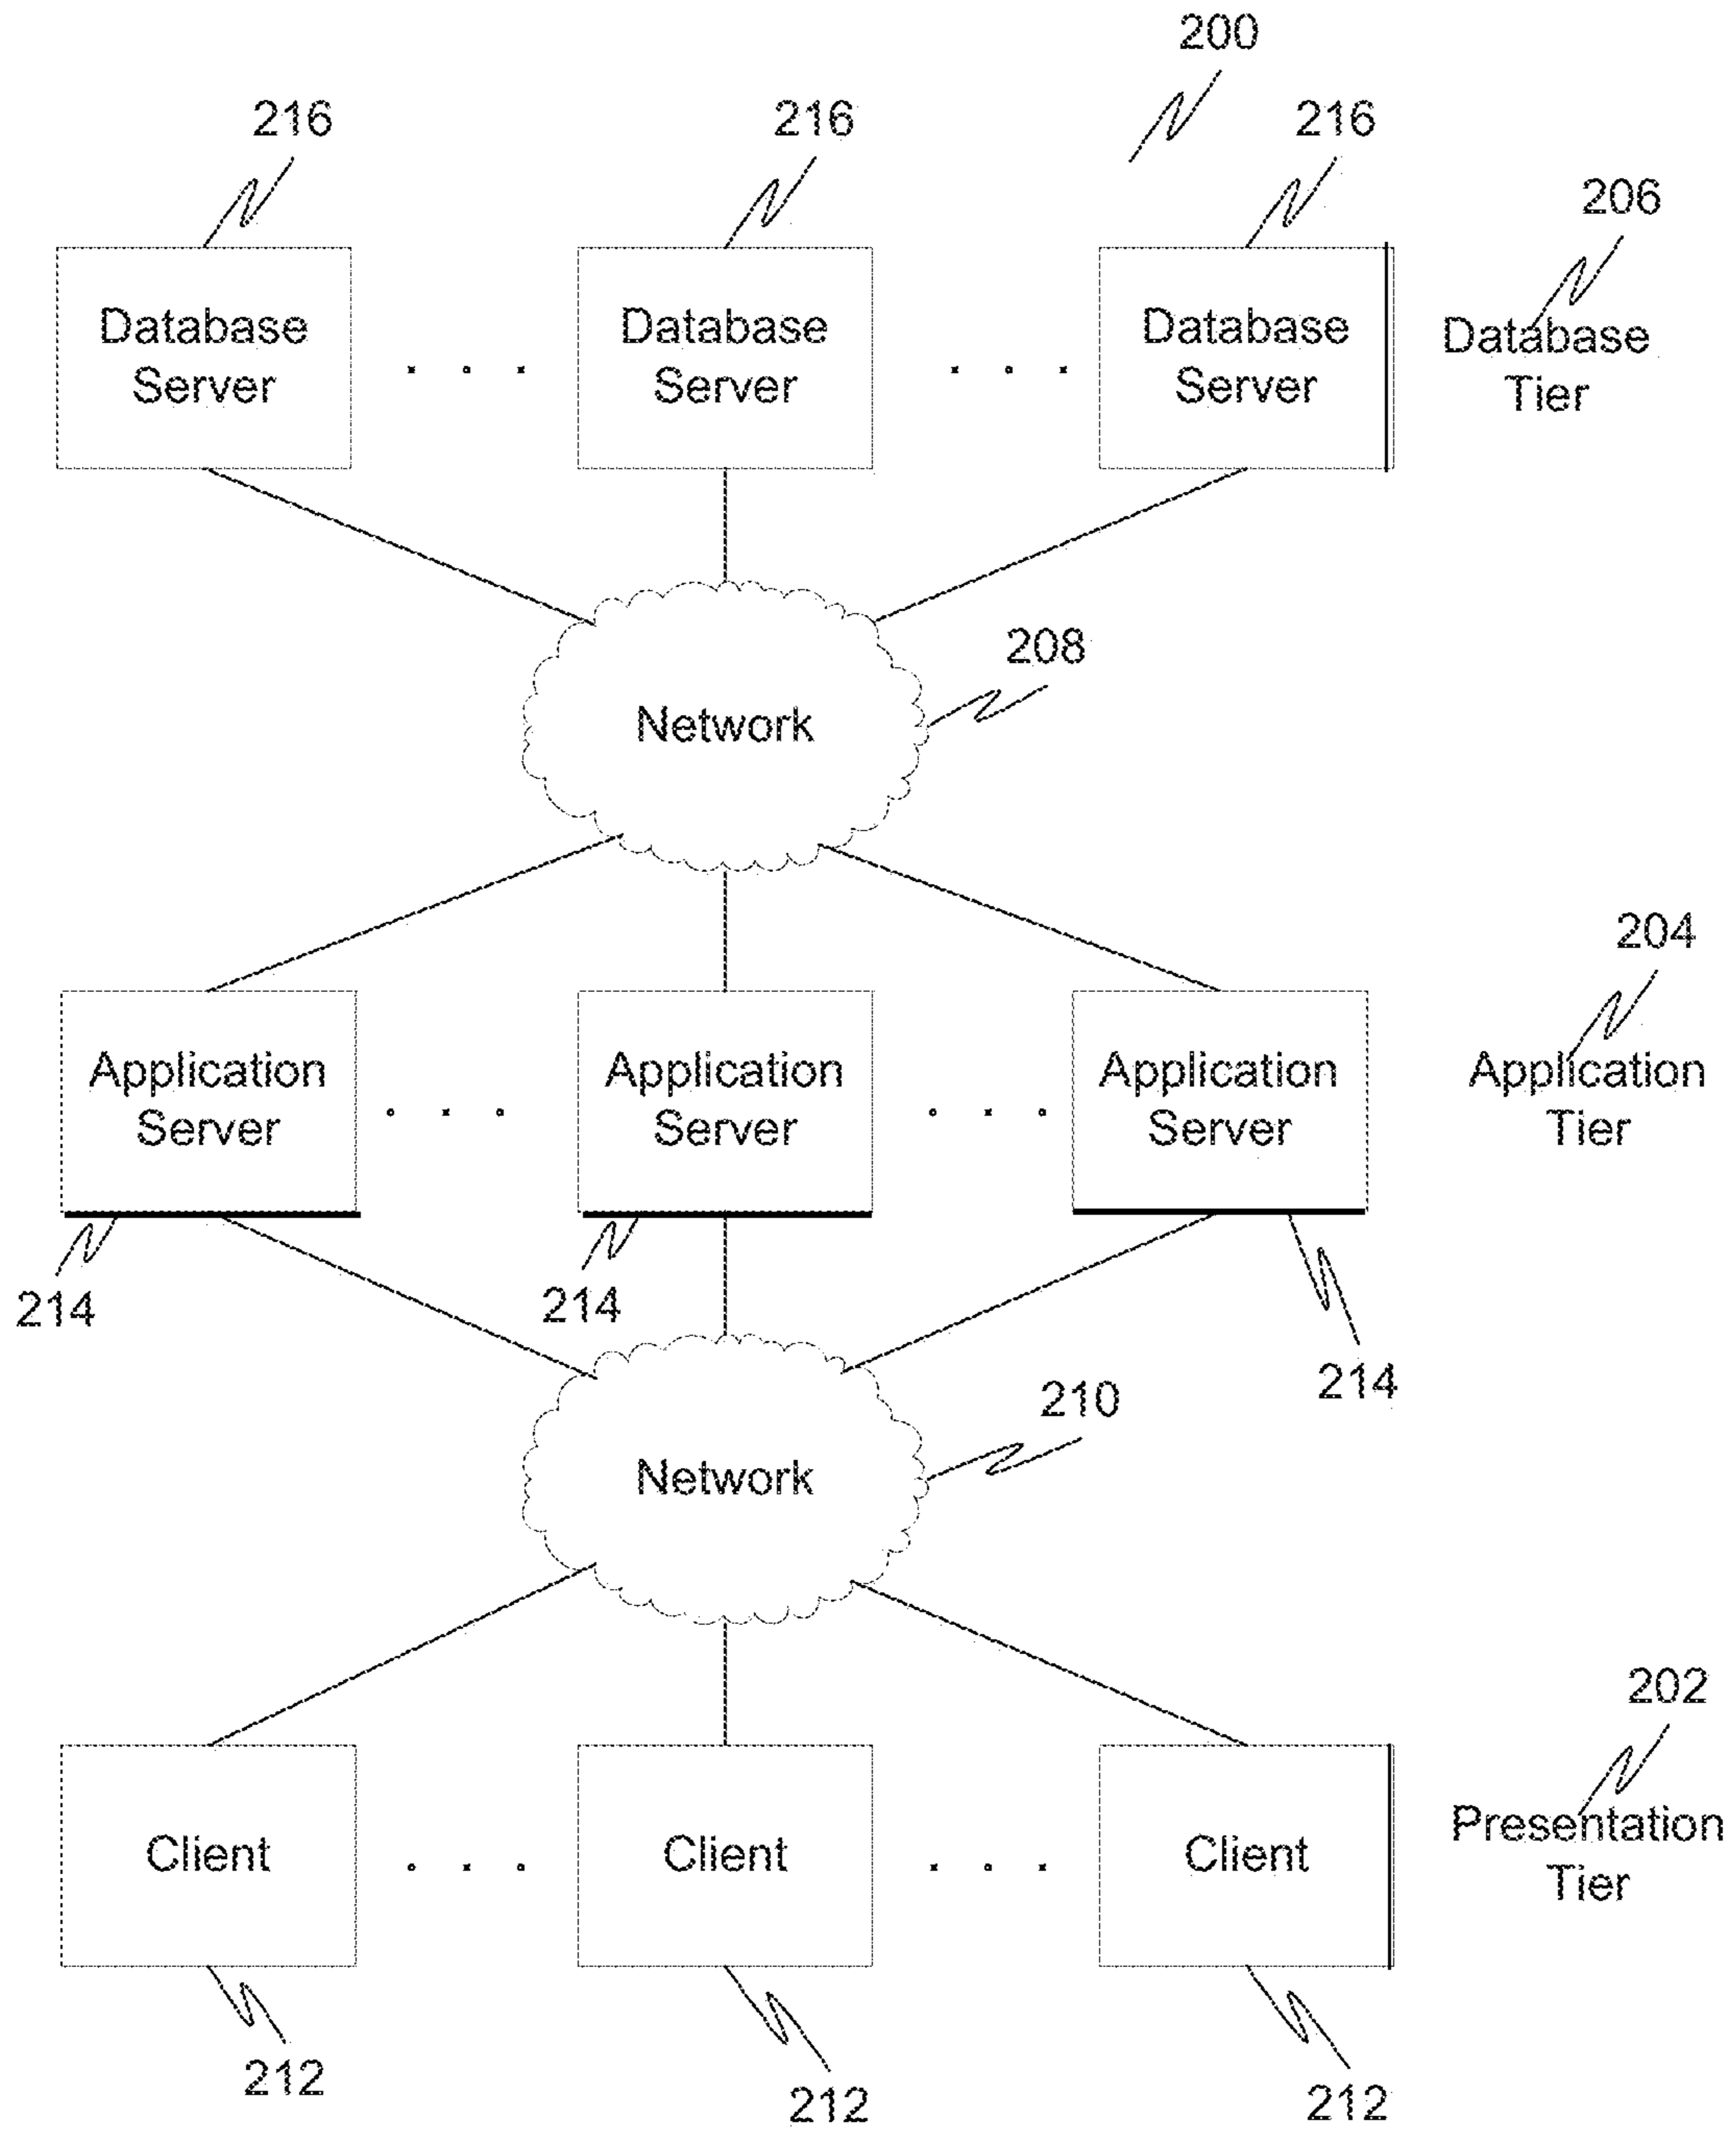 200
216
216
216
206
Database
Server
Database
Server
Database
Server
Database
Tier
208
Network
204
Application
Server
Application
Server
Application
Server
Application
Tier
214
214
214
210
Network
202
Client
Client
Client
Presentation
Tier
212
212
212